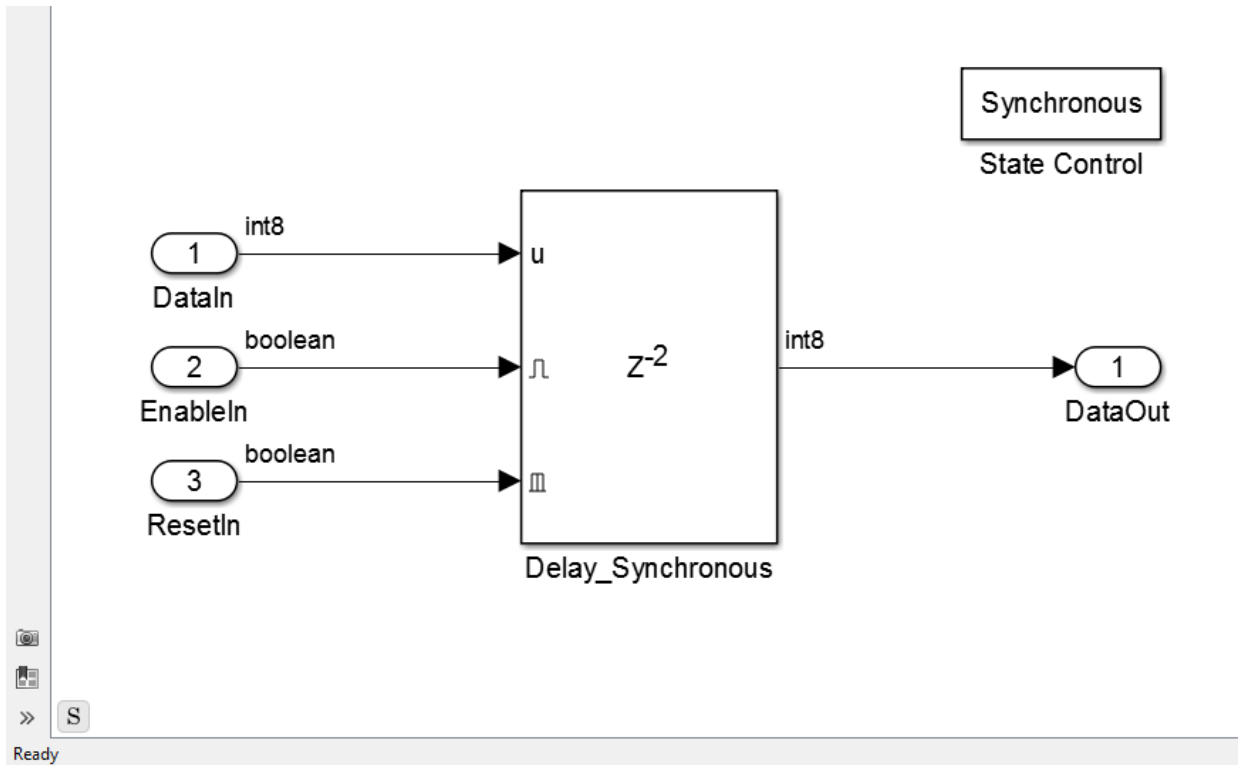 Synchronous
State Control
int8
1
u
DataIn
boolean
2
z-2
int8
1
EnableIn
DataOut
boolean
3
ResetIn
Delay_Synchronous
S
Ready